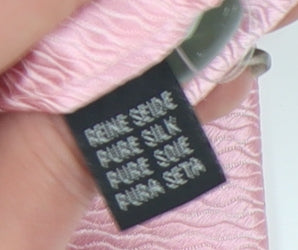 REINE SEIDE
PURE SILK
PURE SOIE
PURA SETA